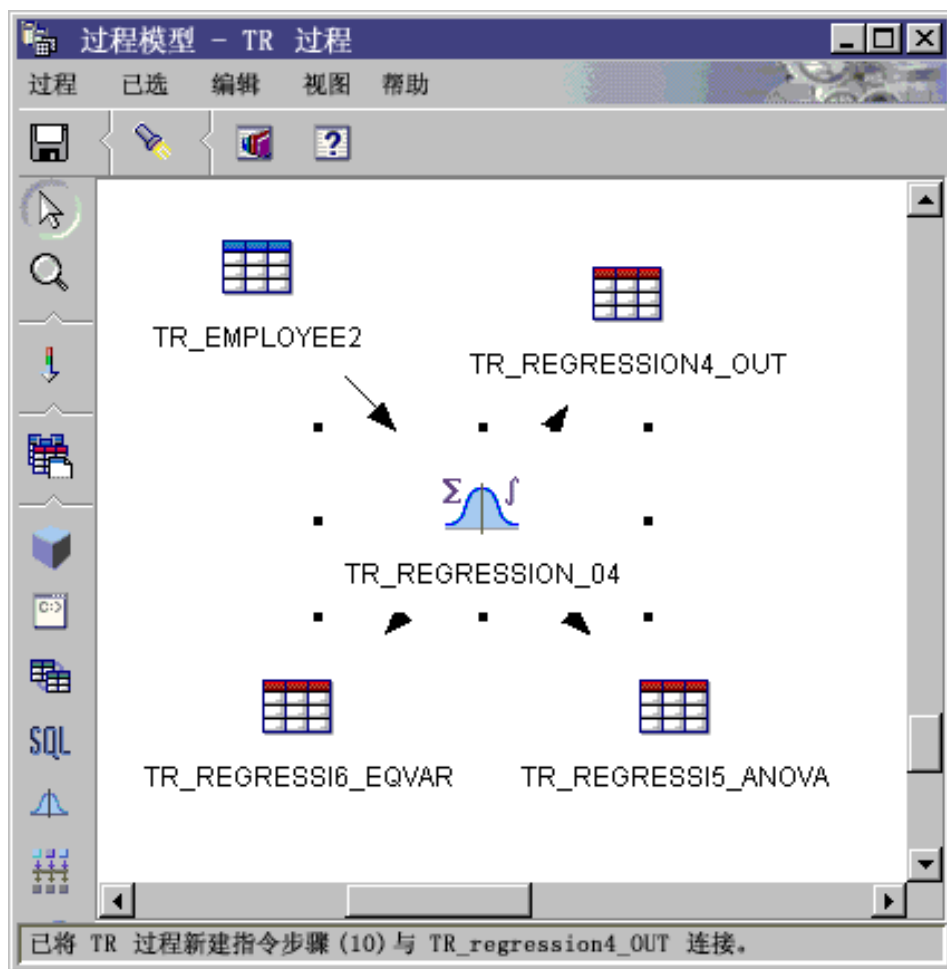 过程模型 - TR 过程
过程 已选 编辑 视图 帮助
TR_EMPLOYEE2
TR_REGRESSION4_OUT
Σ ∫
TR_REGRESSION_04
C:>
SQL
TR_REGRESSI6_EQVAR
TR_REGRESSI5_ANOVA
已将 TR 过程新建指令步骤(10)与 TR_regression4_OUT 连接。